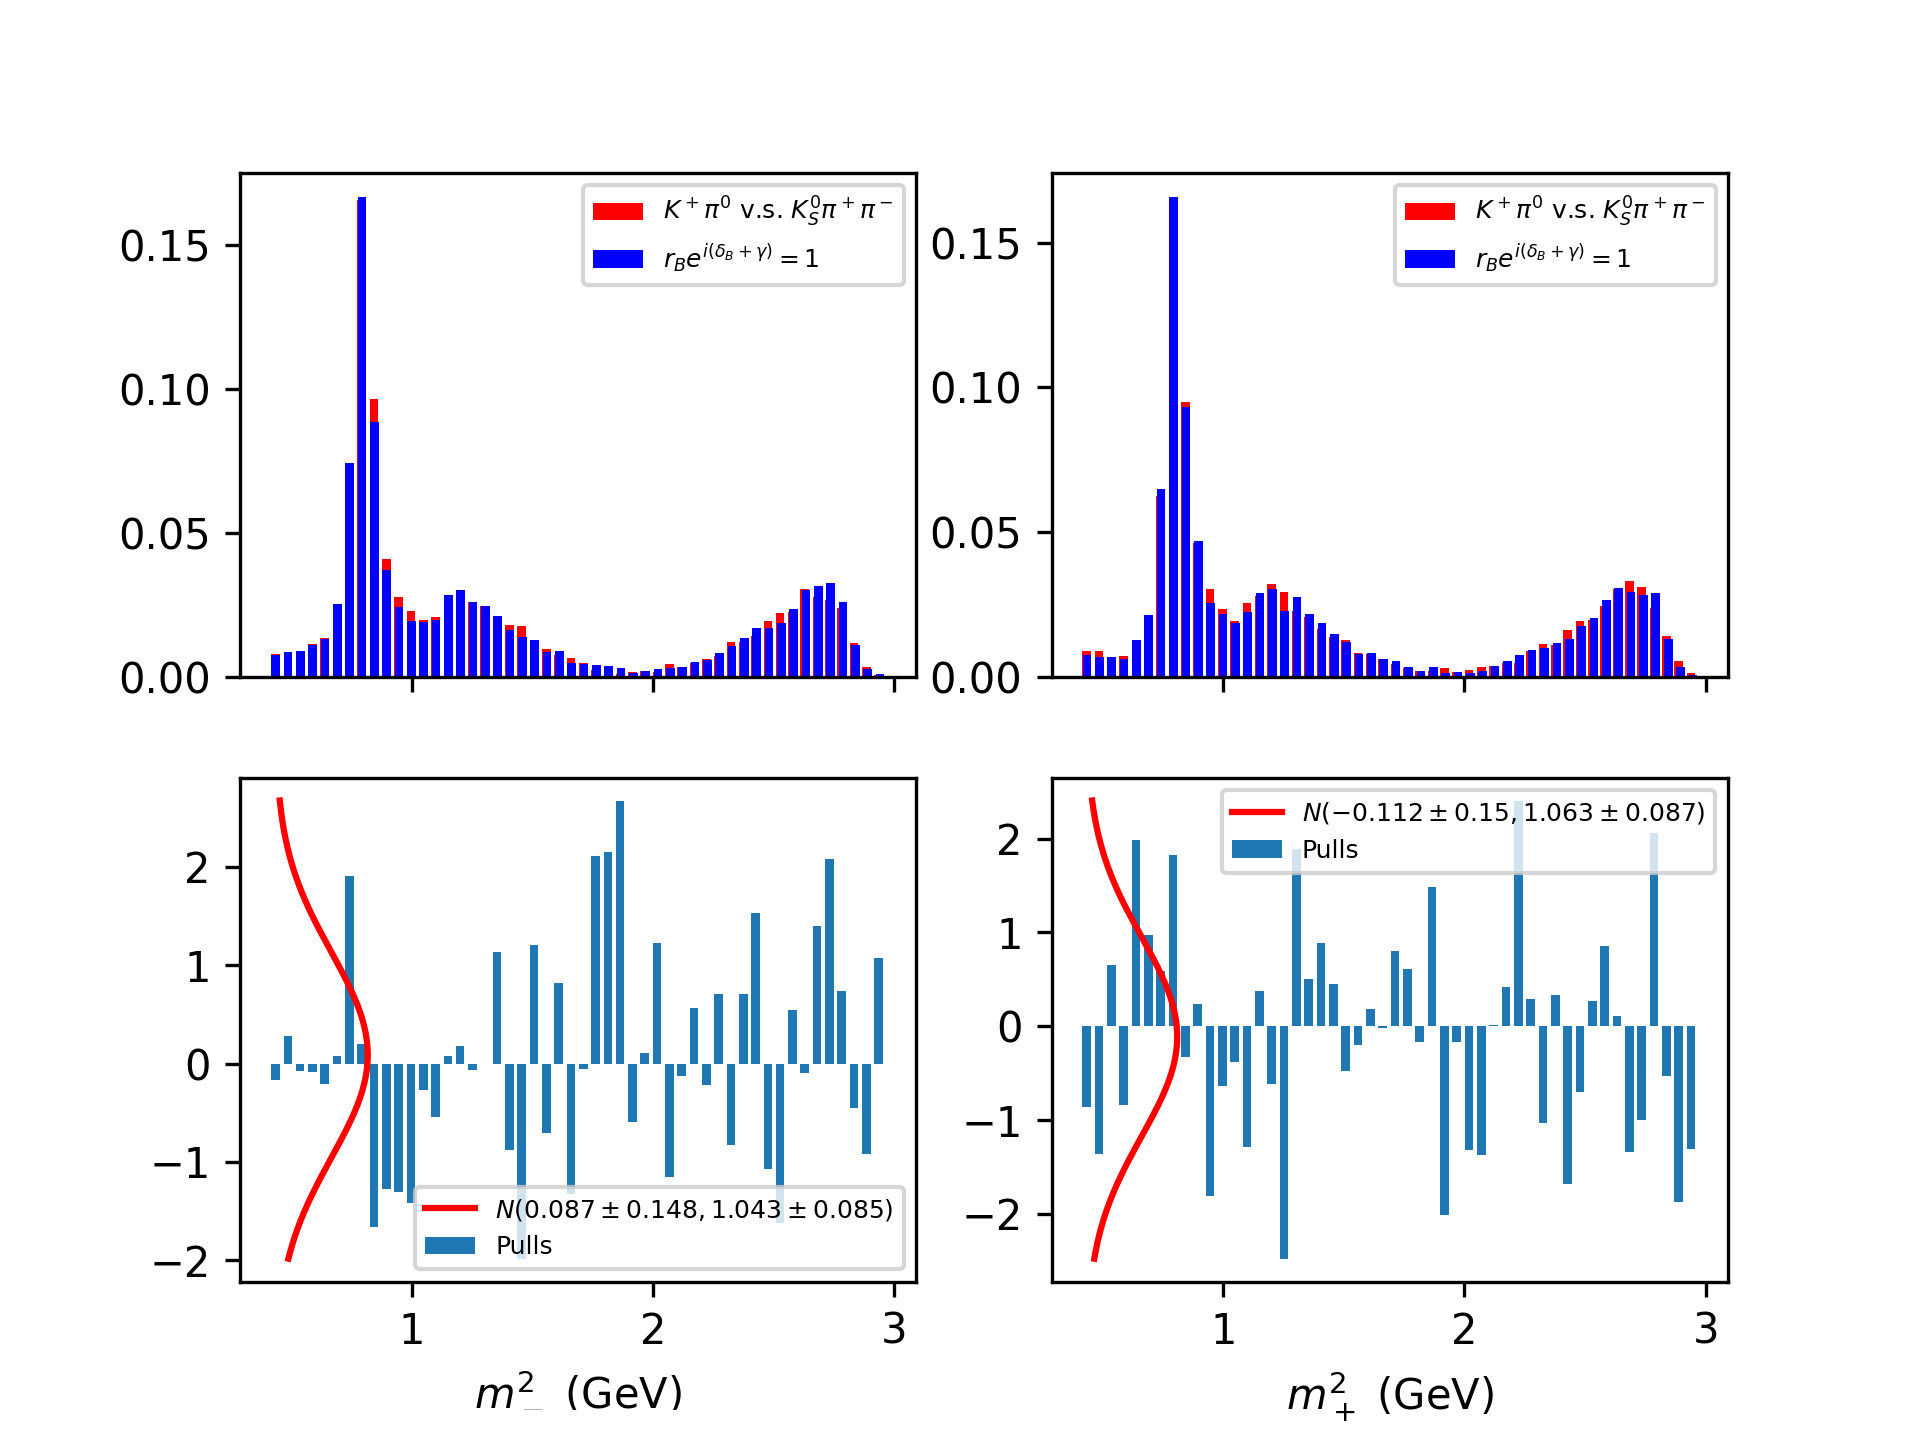 0.15
0.10
0.05
0.00
K⁺π⁰ v.s. K_S⁰π⁺π⁻
r_B e^{i(δ_B+γ)} = 1
0.15
0.10
0.05
0.00
K⁺π⁰ v.s. K_S⁰π⁺π⁻
r_B e^{i(δ_B+γ)} = 1
2
1
0
−1
−2
N(0.087 ± 0.148, 1.043 ± 0.085)
Pulls
1 2 3
m²₋ (GeV)
2
1
0
−1
−2
N(−0.112 ± 0.15, 1.063 ± 0.087)
Pulls
1 2 3
m²₊ (GeV)